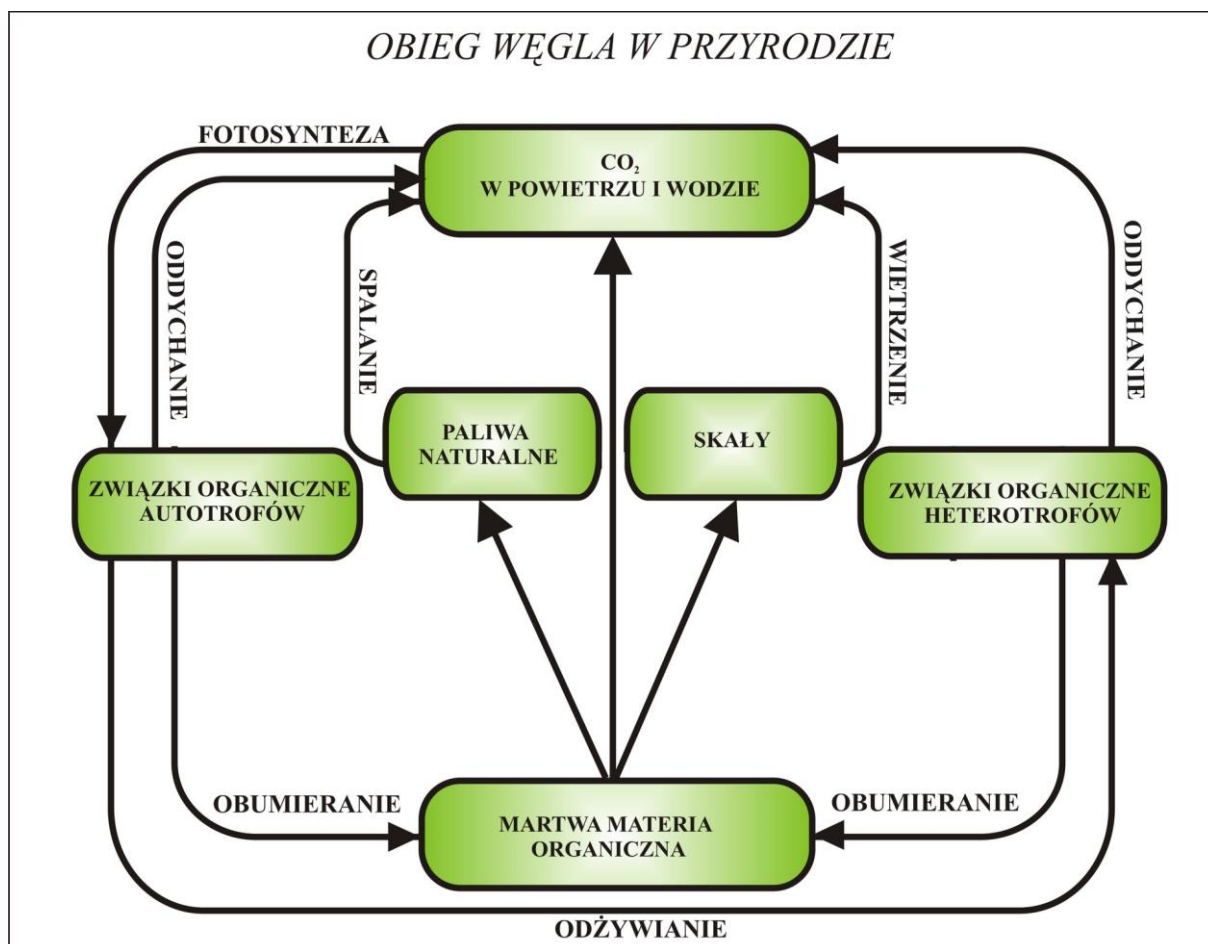 OBIEG WĘGLA W PRZYRODZIE
FOTOSYNTEZA
CO₂
W POWIETRZU I WODZIE
ODDYCHANIE
SPALANIE
WIETRZENIE
ODDYCHANIE
PALIWA
NATURALNE
SKAŁY
ZWIĄZKI ORGANICZNE
AUTOTROFÓW
ZWIĄZKI ORGANICZNE
HETEROTROFÓW
OBUMIERANIE
OBUMIERANIE
MARTWA MATERIA
ORGANICZNA
ODŻYWIANIE